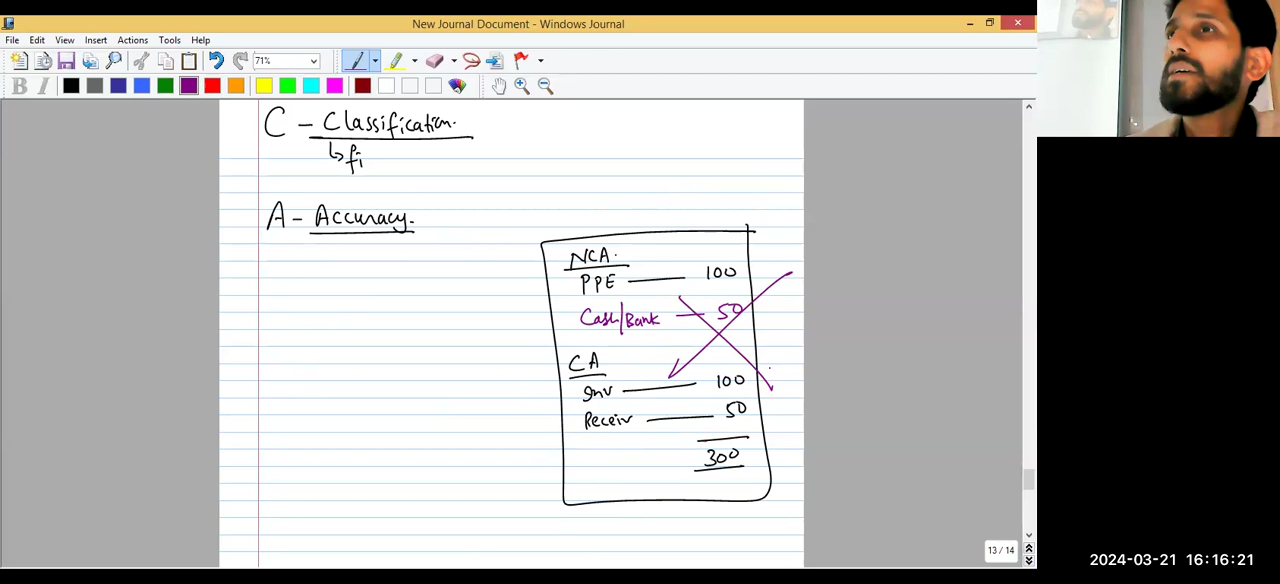 New Journal Document - Windows Journal
File Edit View Insert Actions Tools Help
71%
B I
C - Classification.
↳ fi
A - Accuracy.
NCA.
PPE — 100
Cash/Bank — 50
CA
Inv — 100
Receiv — 50
300
13 / 14
2024-03-21 16:16:21